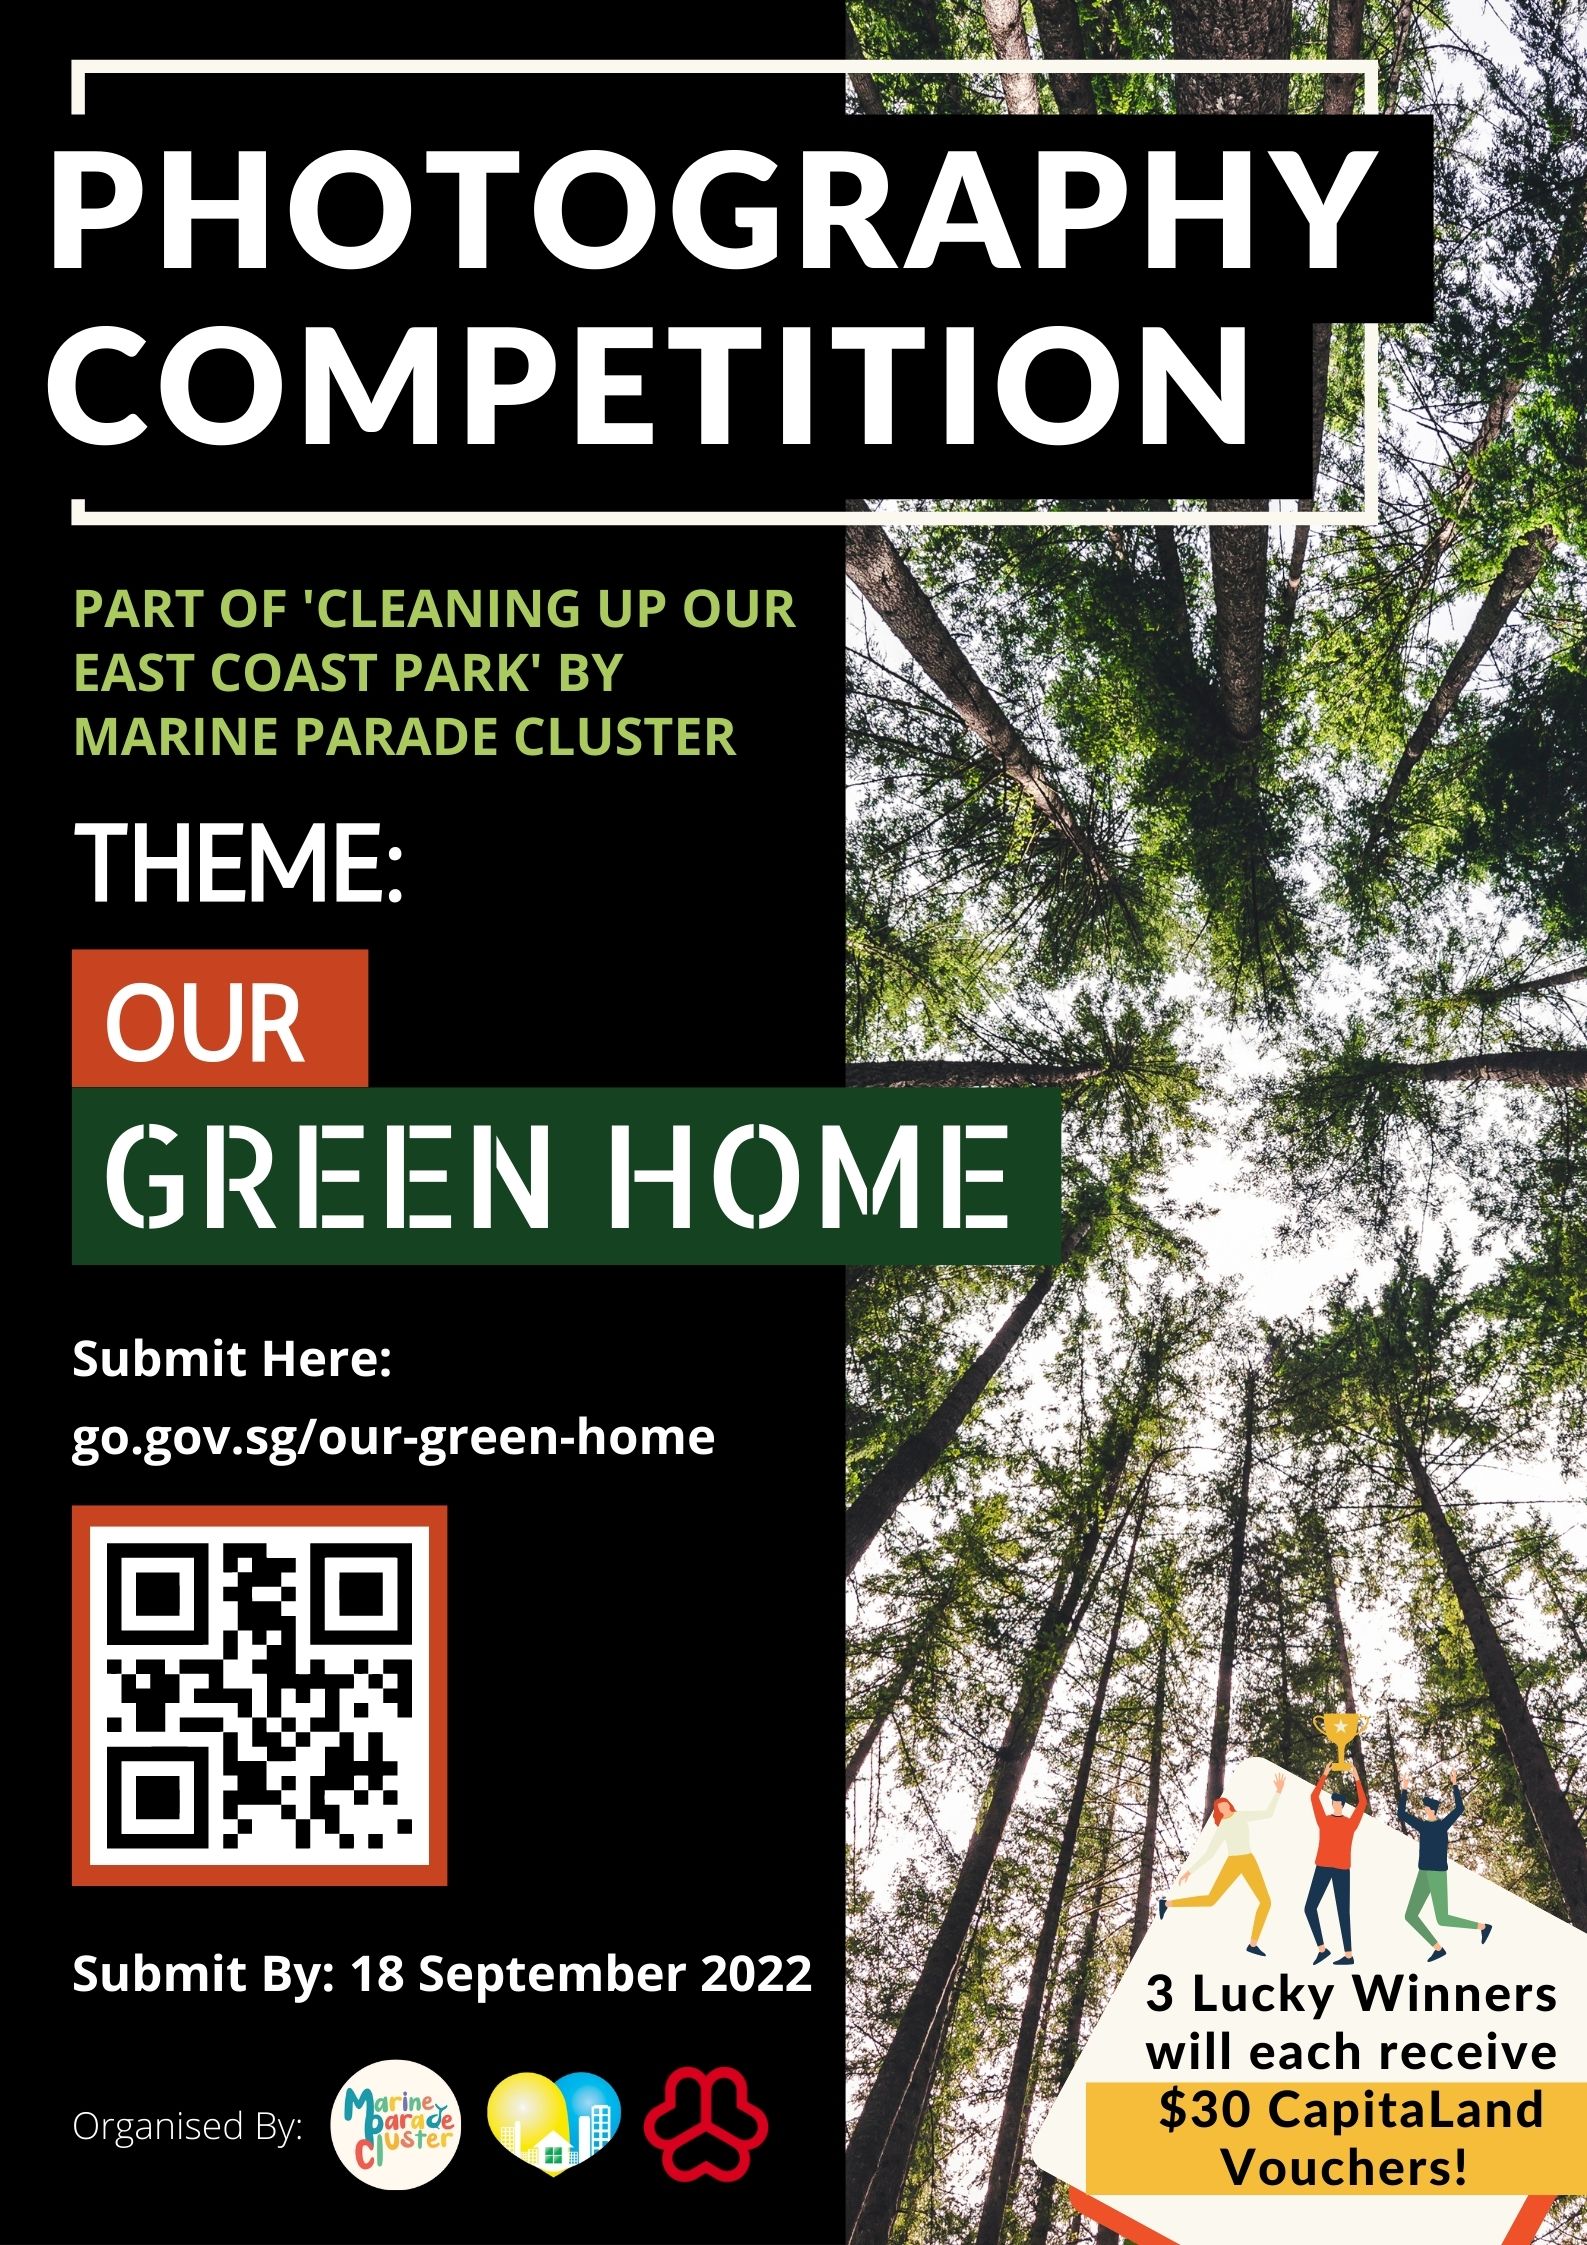 PHOTOGRAPHY
COMPETITION
PART OF 'CLEANING UP OUR
EAST COAST PARK' BY
MARINE PARADE CLUSTER
THEME:
OUR
GREEN HOME
Submit Here:
go.gov.sg/our-green-home
Submit By: 18 September 2022
Organised By:
Marine
Parade
Cluster
3 Lucky Winners
will each receive
$30 CapitaLand
Vouchers!